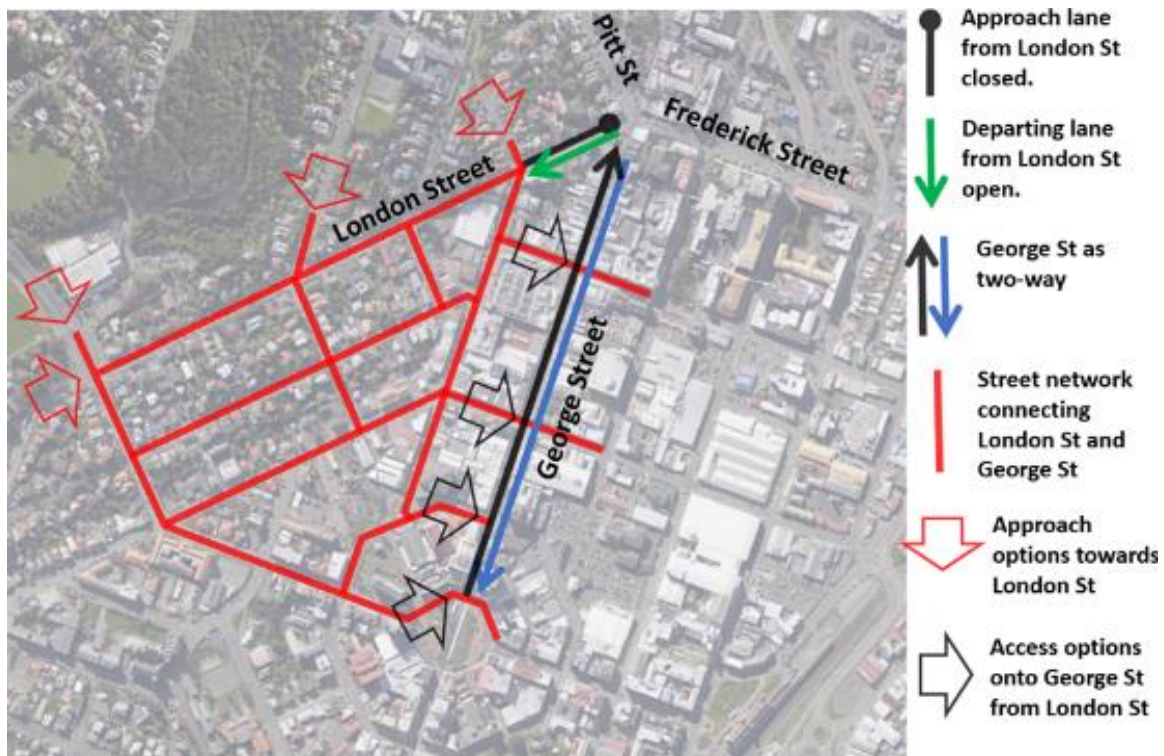 Pitt St
Frederick Street
London Street
George Street
Approach lane
from London St
closed.
Departing lane
from London St
open.
George St as
two-way
Street network
connecting
London St and
George St
Approach
options towards
London St
Access options
onto George St
from London St